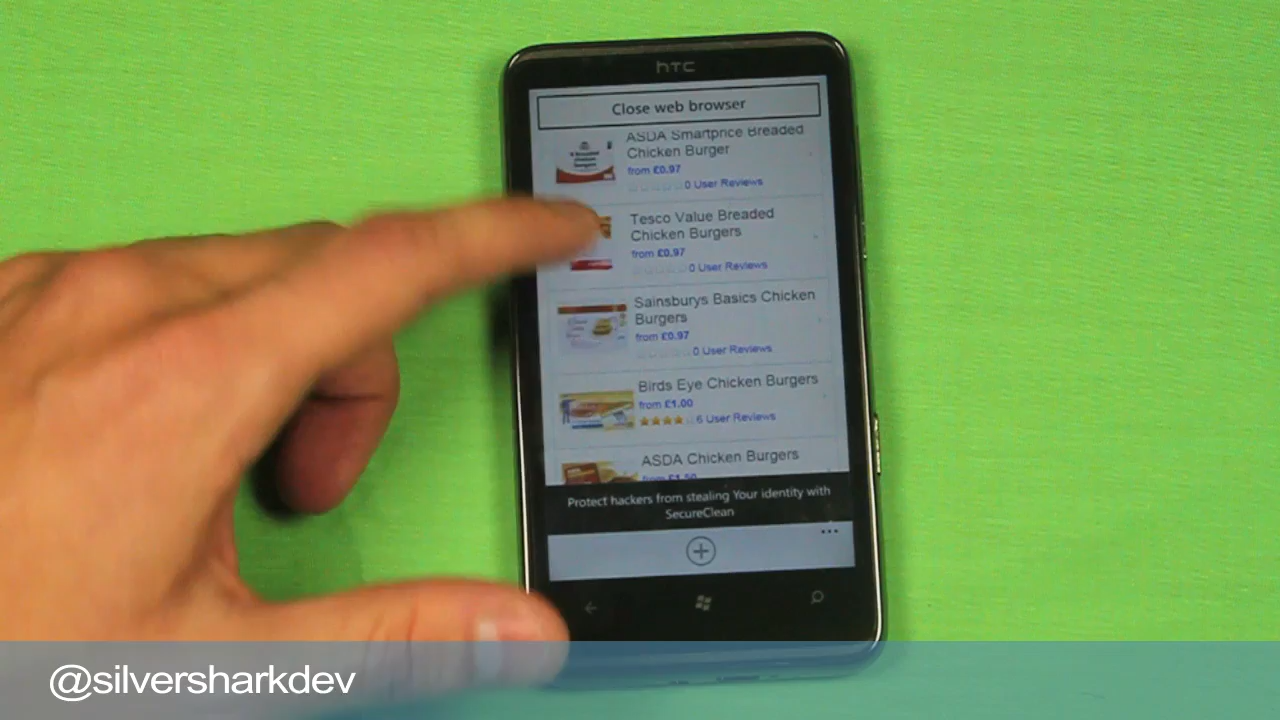 hTC
Close web browser
ASDA Smartprice Breaded
Chicken Burger
from £0.97
0 User Reviews
Tesco Value Breaded
Chicken Burgers
from £0.97
0 User Reviews
Sainsburys Basics Chicken
Burgers
from £0.97
0 User Reviews
Birds Eye Chicken Burgers
from £1.00
6 User Reviews
ASDA Chicken Burgers
from £1.50
Protect hackers from stealing Your identity with
SecureClean
@silversharkdev